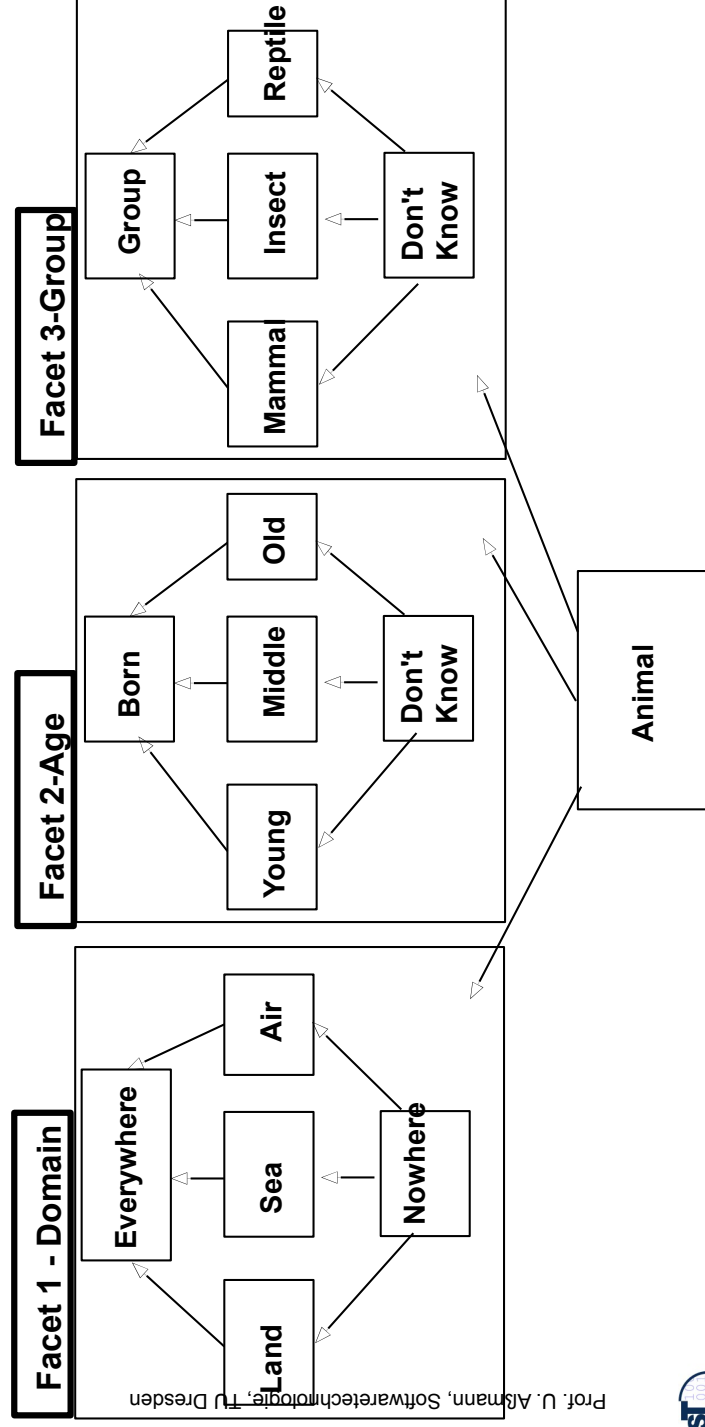 Facet 1 - Domain
Everywhere
Land
Sea
Air
Nowhere
Facet 2-Age
Born
Young
Middle
Old
Don't
Know
Facet 3-Group
Group
Mammal
Insect
Reptile
Don't
Know
Animal
Prof. U. Aßmann, Softwaretechnologie, TU Dresden